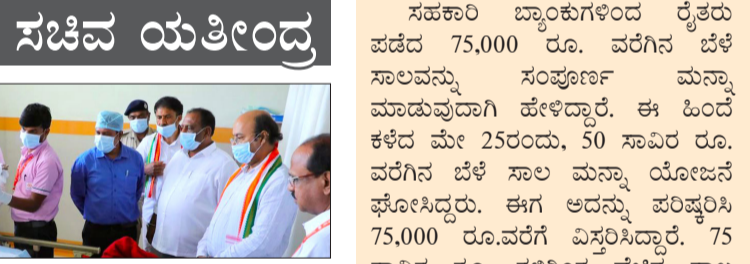 ಸಚಿವ ಯತೀಂದ್ರ
ಸಹಕಾರಿ ಬ್ಯಾಂಕುಗಳಿಂದ ರೈತರು
ಪಡೆದ 75,000 ರೂ. ವರೆಗಿನ ಬೆಳೆ
ಸಾಲವನ್ನು ಸಂಪೂರ್ಣ ಮನ್ನಾ
ಮಾಡುವುದಾಗಿ ಹೇಳಿದ್ದಾರೆ. ಈ ಹಿಂದೆ
ಕಳೆದ ಮೇ 25ರಂದು, 50 ಸಾವಿರ ರೂ.
ವರೆಗಿನ ಬೆಳೆ ಸಾಲ ಮನ್ನಾ ಯೋಜನೆ
ಘೋಸಿದ್ದರು. ಈಗ ಅದನ್ನು ಪರಿಷ್ಕರಿಸಿ
75,000 ರೂ.ವರೆಗೆ ವಿಸ್ತರಿಸಿದ್ದಾರೆ. 75